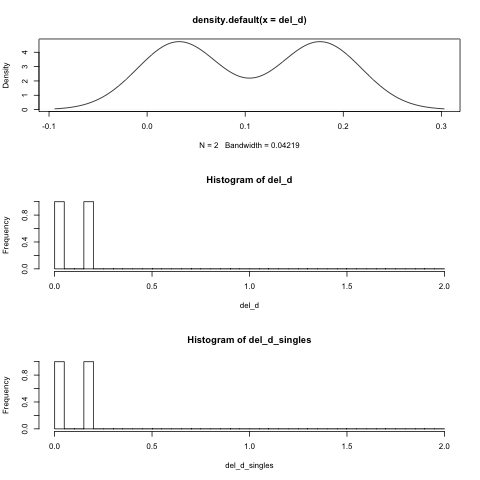 density.default(x = del_d)
Density
0 1 2 3 4
-0.1 0.0 0.1 0.2 0.3
N = 2 Bandwidth = 0.04219
Histogram of del_d
Frequency
0.0 0.4 0.8
0.0 0.5 1.0 1.5 2.0
del_d
Histogram of del_d_singles
Frequency
0.0 0.4 0.8
0.0 0.5 1.0 1.5 2.0
del_d_singles